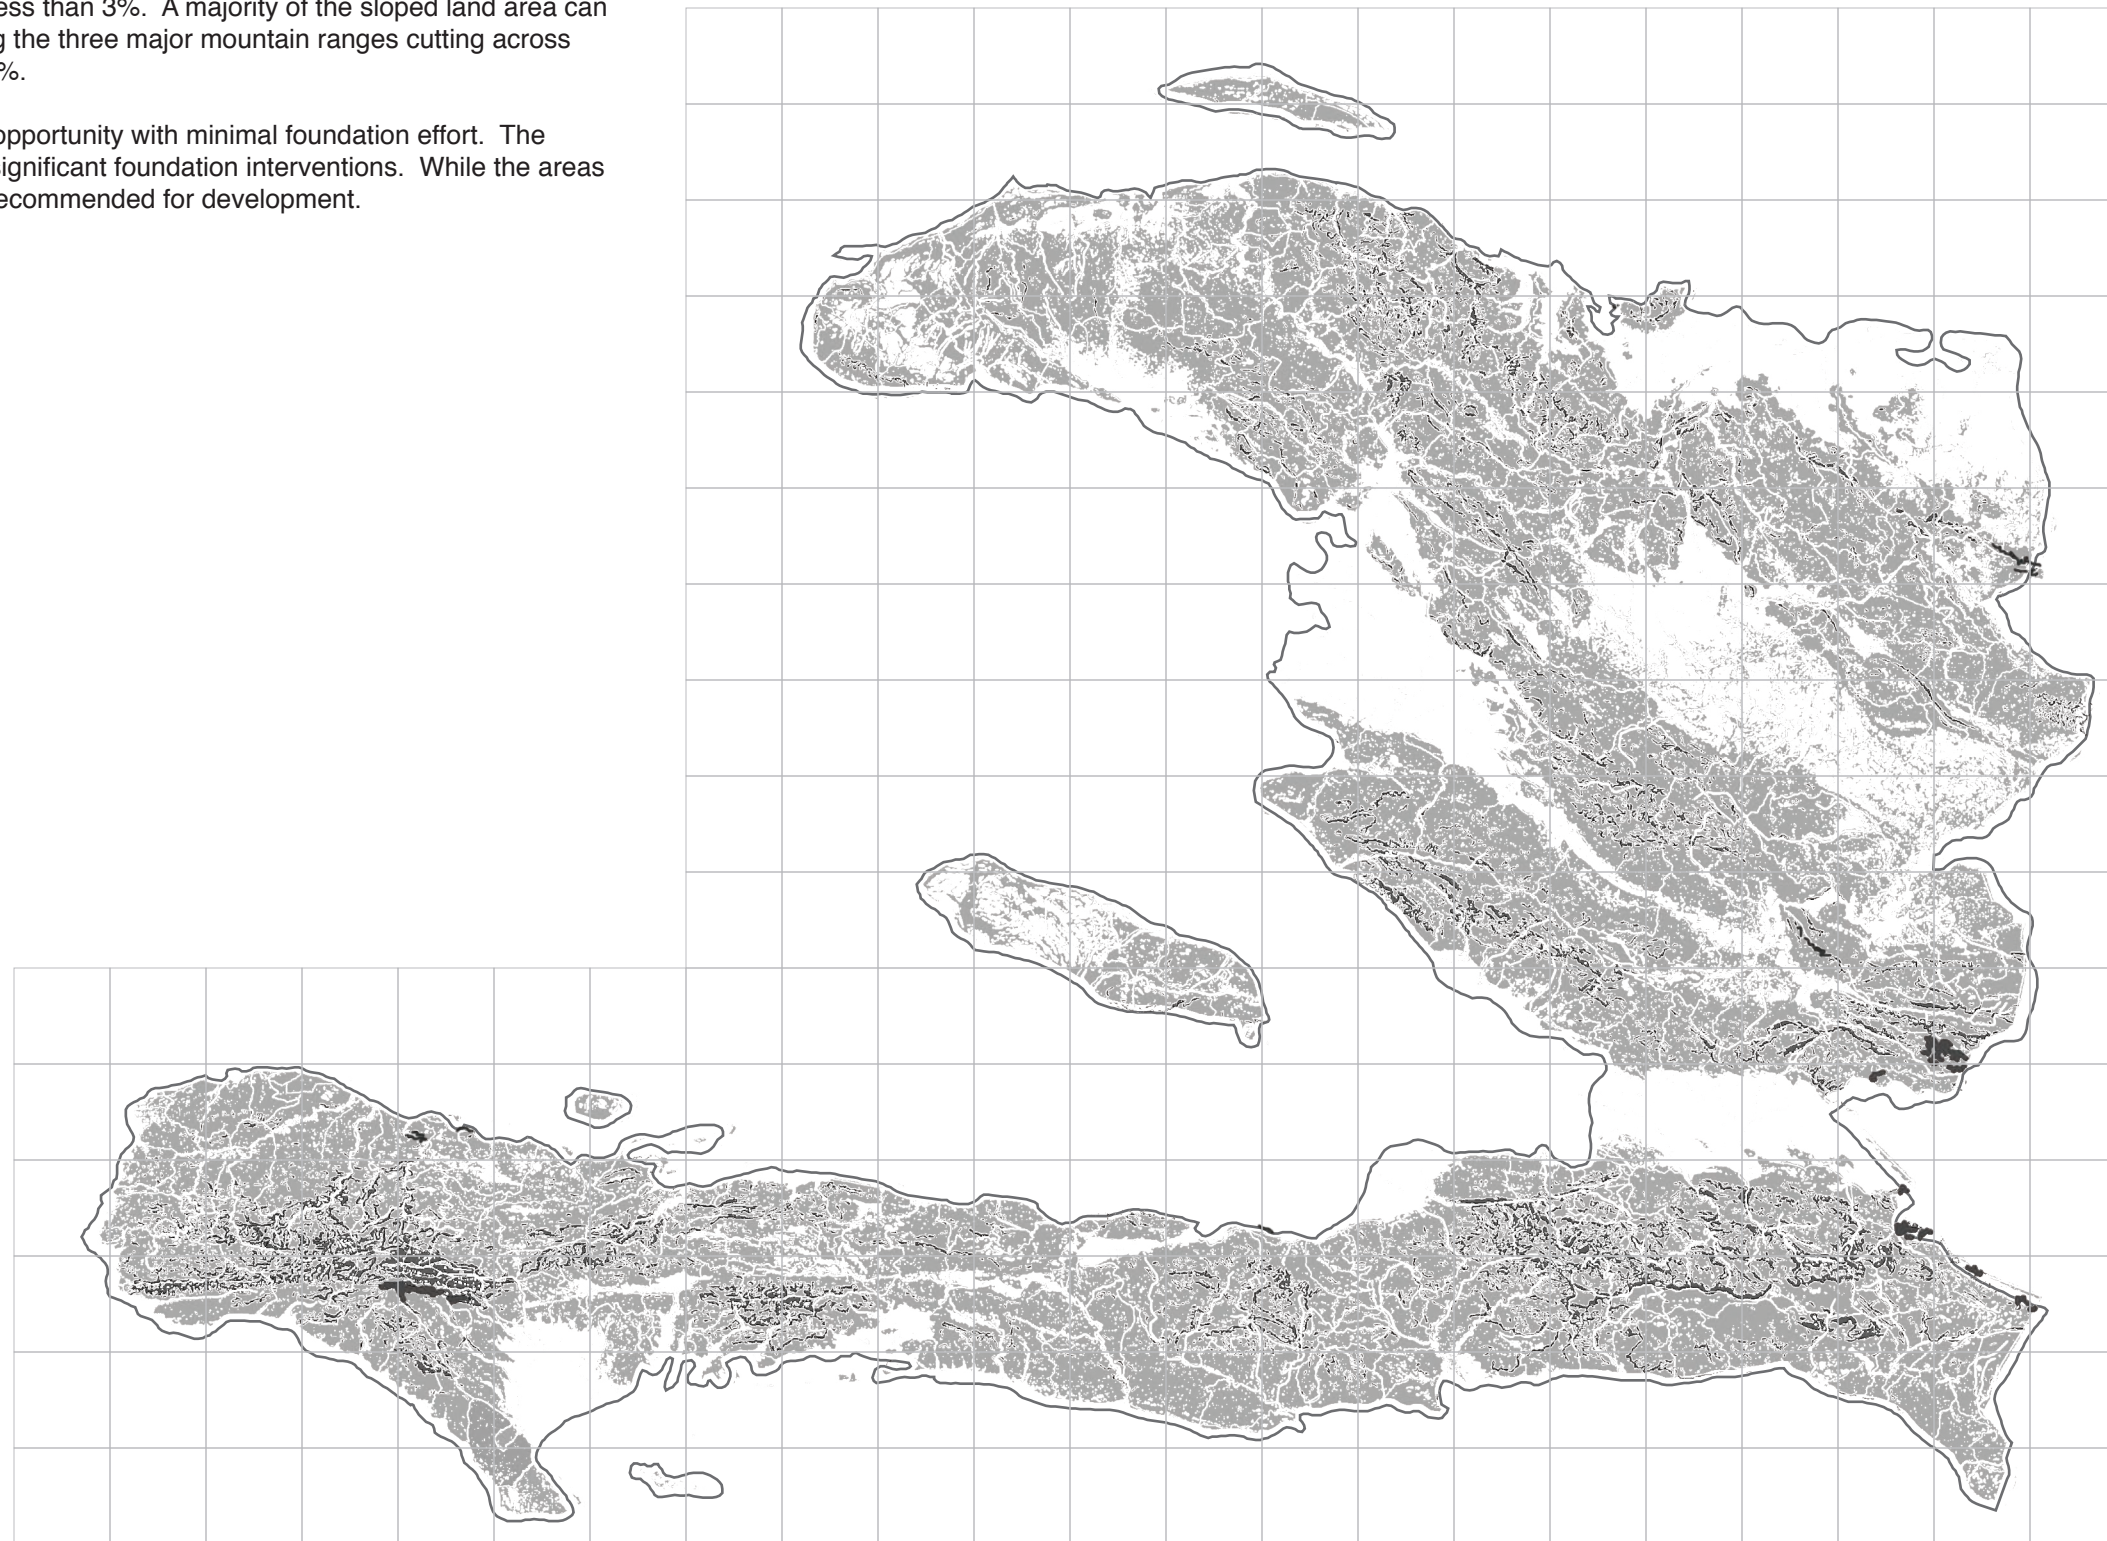 ess than 3%.  A majority of the sloped land area can
g the three major mountain ranges cutting across
%.
opportunity with minimal foundation effort.  The
significant foundation interventions.  While the areas
ecommended for development.